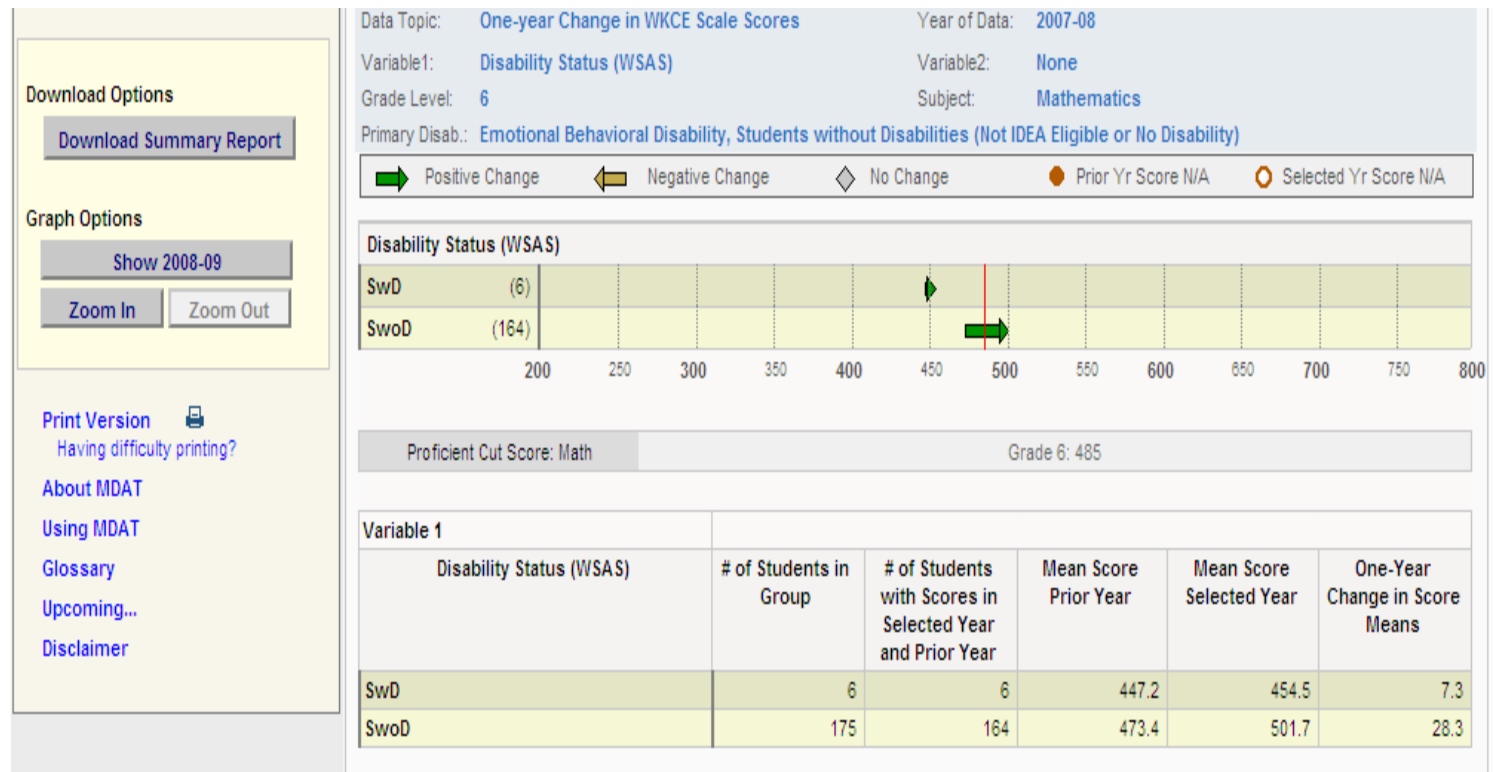 Download Options
Download Summary Report
Graph Options
Show 2008-09
Zoom In Zoom Out
Print Version
Having difficulty printing?
About MDAT
Using MDAT
Glossary
Upcoming...
Disclaimer
Data Topic: One-year Change in WKCE Scale Scores Year of Data: 2007-08
Variable1: Disability Status (WSAS) Variable2: None
Grade Level: 6 Subject: Mathematics
Primary Disab.: Emotional Behavioral Disability, Students without Disabilities (Not IDEA Eligible or No Disability)
Positive Change Negative Change No Change Prior Yr Score N/A Selected Yr Score N/A
Disability Status (WSAS)
SwD (6)
SwoD (164)
200 250 300 350 400 450 500 550 600 650 700 750 800
Proficient Cut Score: Math Grade 6: 485
Variable 1
Disability Status (WSAS) # of Students in Group # of Students with Scores in Selected Year and Prior Year Mean Score Prior Year Mean Score Selected Year One-Year Change in Score Means
SwD 6 6 447.2 454.5 7.3
SwoD 175 164 473.4 501.7 28.3